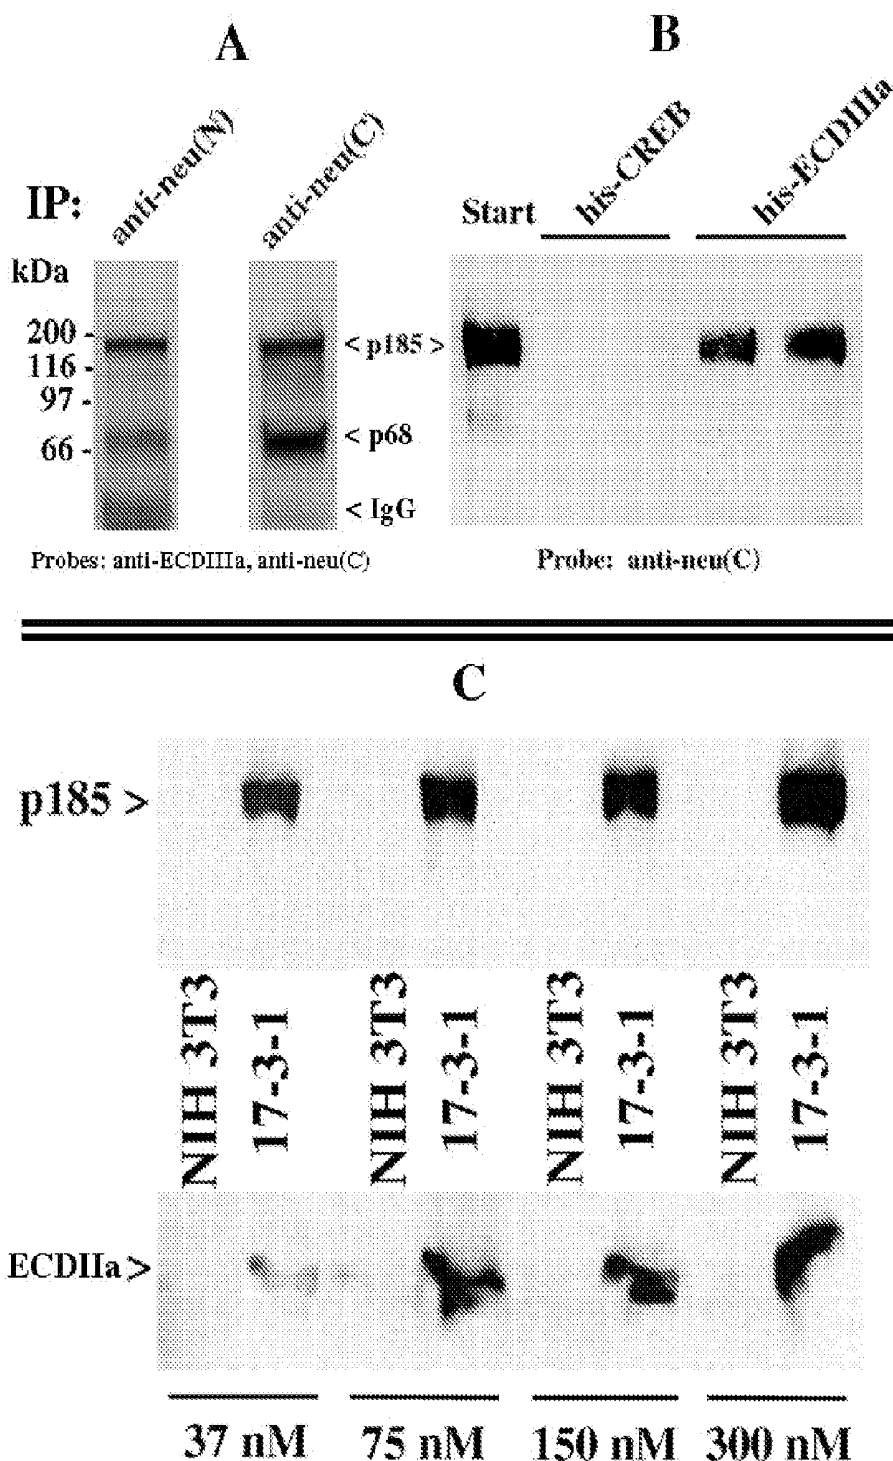 A
B
IP:
anti-neu(N)
anti-neu(C)
Start
his-CREB
his-ECDIIIa
kDa
200 -
116 -
97 -
66 -
< p185 >
< p68
< IgG
Probes: anti-ECDIIIa, anti-neu(C)
Probe: anti-neu(C)
C
p185 >
NIH 3T3
17-3-1
NIH 3T3
17-3-1
NIH 3T3
17-3-1
NIH 3T3
17-3-1
ECDIIa >
37 nM
75 nM
150 nM
300 nM